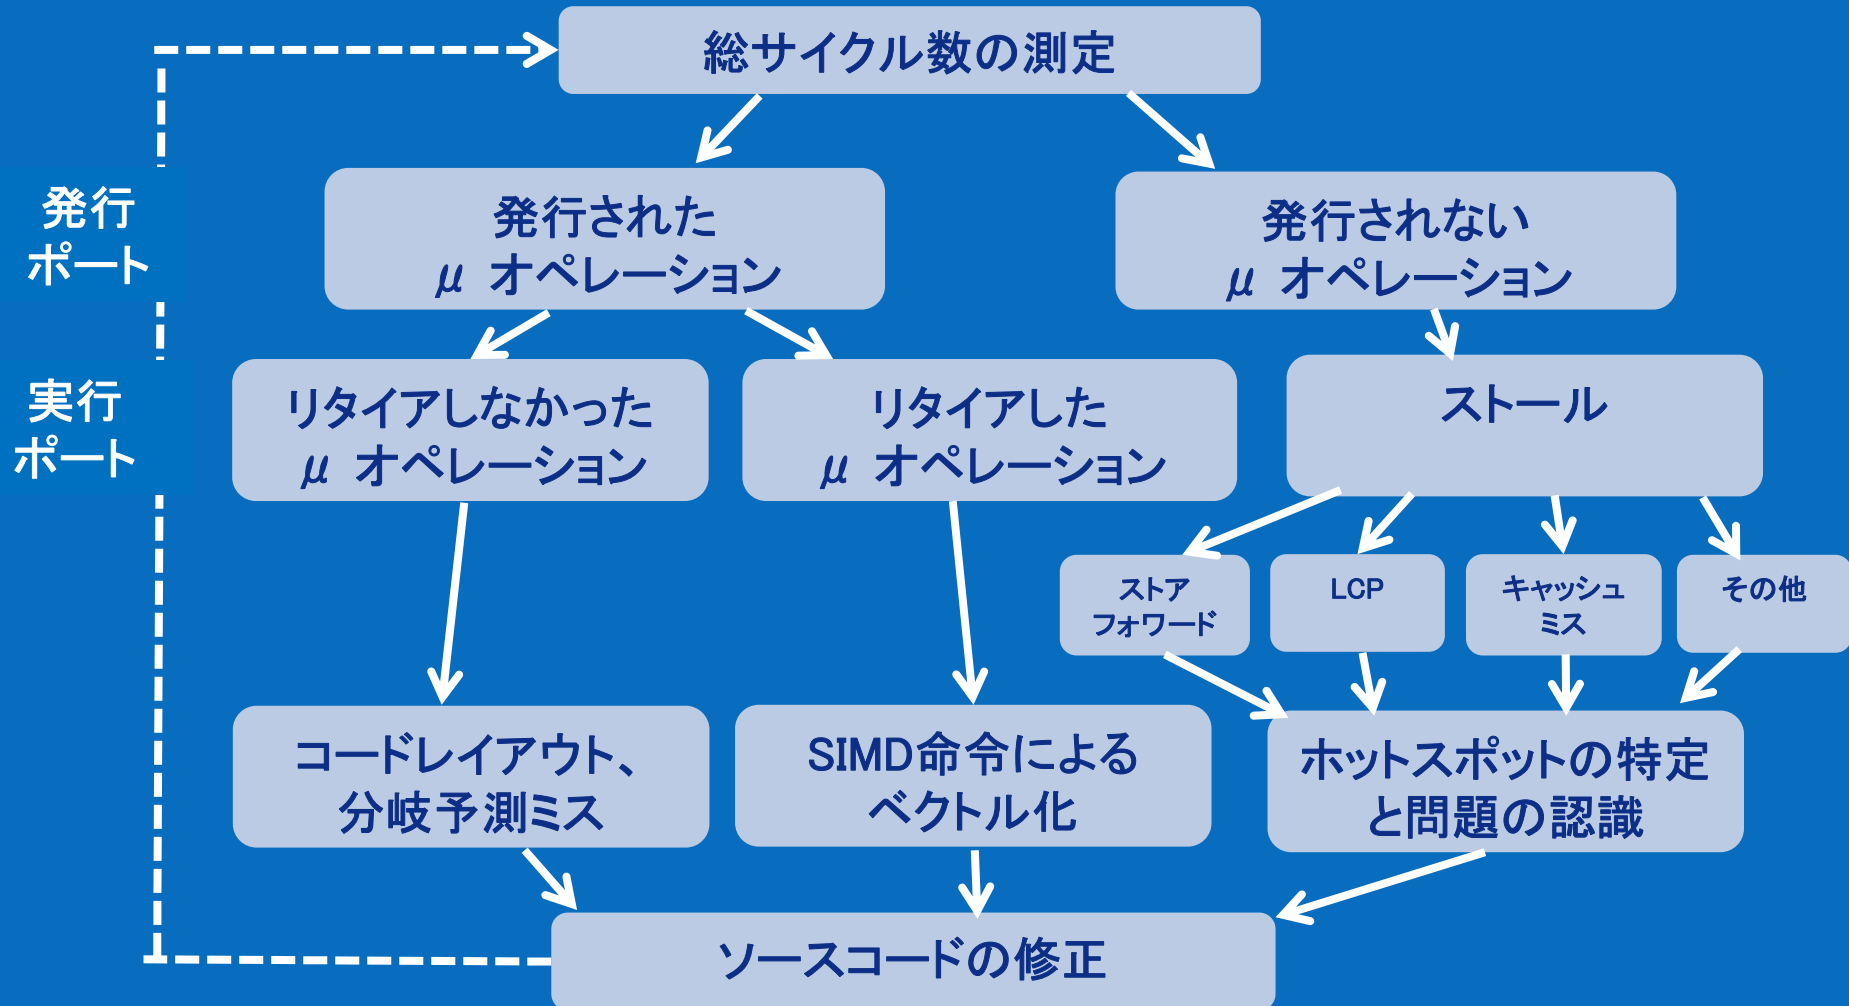 総サイクル数の測定
発行
ポート
発行された
μ オペレーション
発行されない
μ オペレーション
実行
ポート
リタイアしなかった
μ オペレーション
リタイアした
μ オペレーション
ストール
ストア
フォワード
LCP
キャッシュ
ミス
その他
コードレイアウト、
分岐予測ミス
SIMD命令による
ベクトル化
ホットスポットの特定
と問題の認識
ソースコードの修正